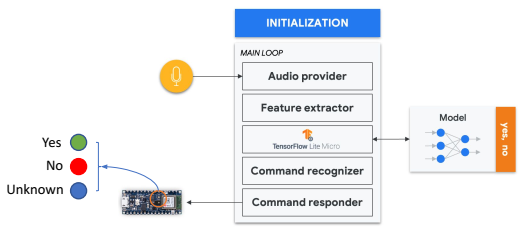 INITIALIZATION
MAIN LOOP
Audio provider
Feature extractor
TensorFlow Lite Micro
Command recognizer
Command responder
Model
yes, no
Yes
No
Unknown